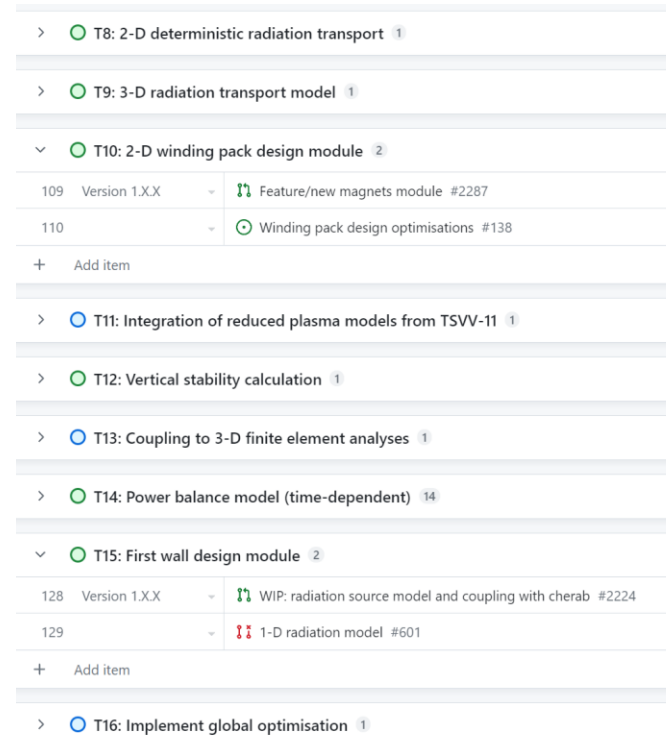 T8: 2-D deterministic radiation transport 1
T9: 3-D radiation transport model 1
T10: 2-D winding pack design module 2
109 Version 1.X.X Feature/new magnets module #2287
110 Winding pack design optimisations #138
+ Add item
T11: Integration of reduced plasma models from TSVV-11 1
T12: Vertical stability calculation 1
T13: Coupling to 3-D finite element analyses 1
T14: Power balance model (time-dependent) 14
T15: First wall design module 2
128 Version 1.X.X WIP: radiation source model and coupling with cherab #2224
129 1-D radiation model #601
+ Add item
T16: Implement global optimisation 1